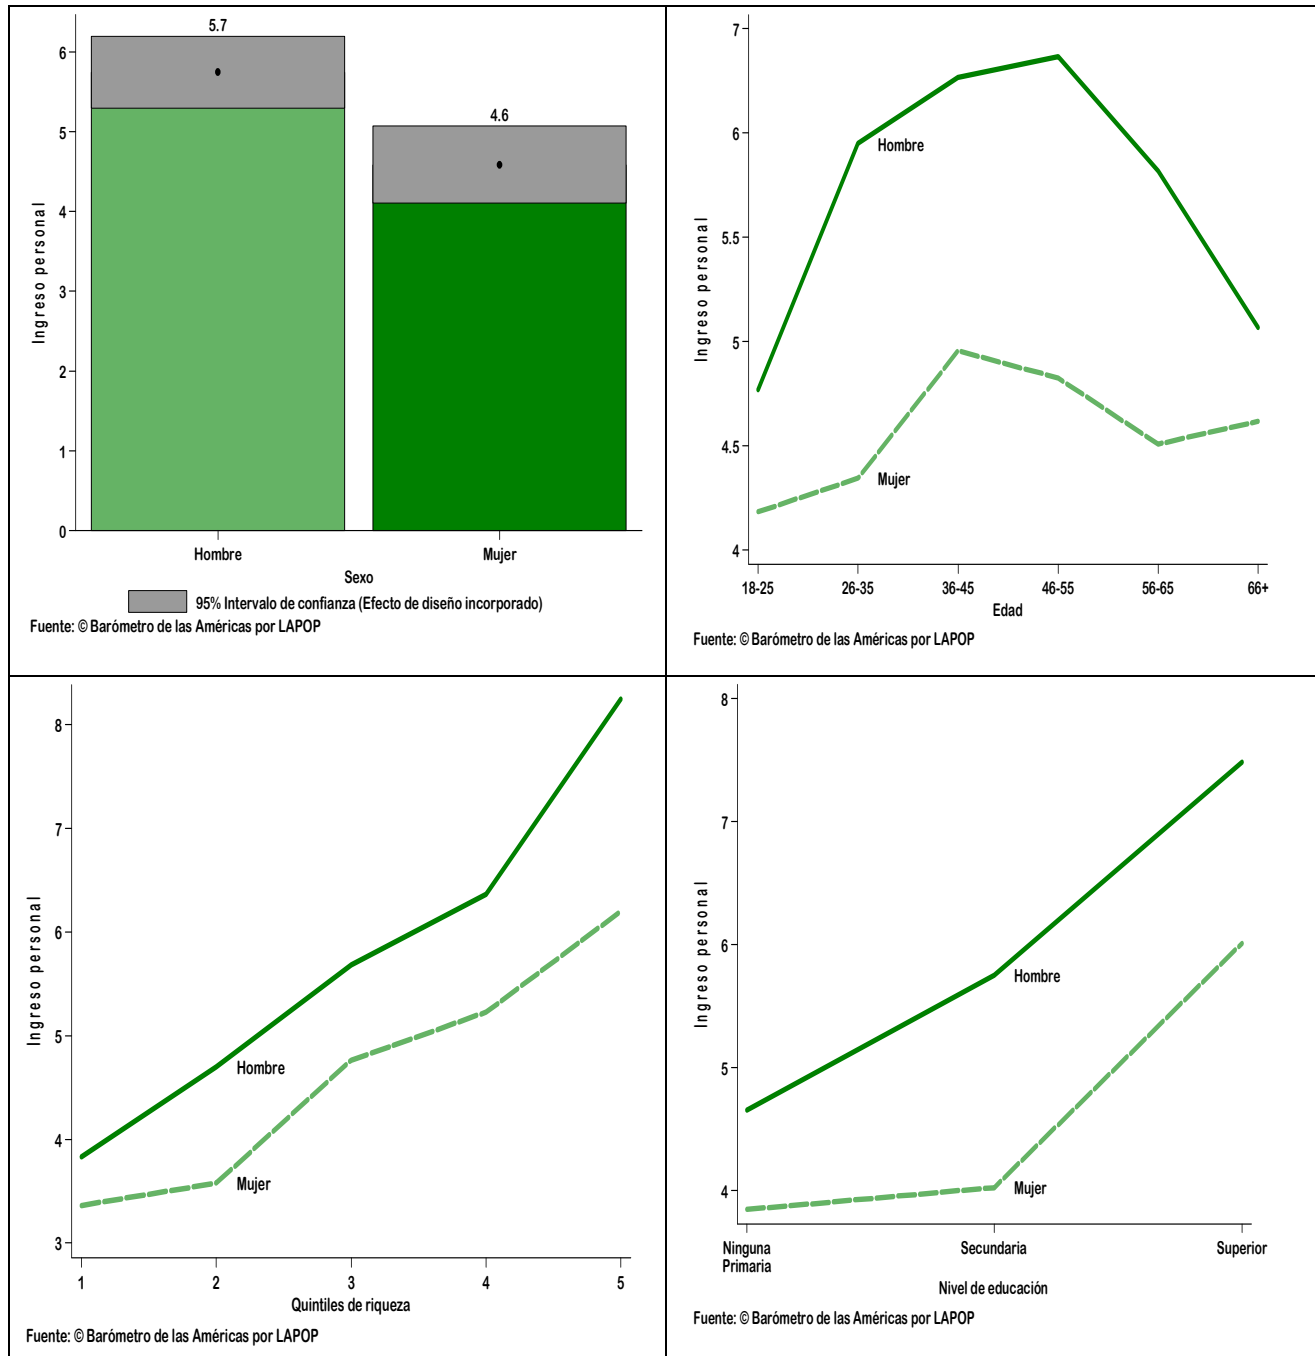 5.7
4.6
6
5
4
3
2
1
0
Ingreso personal
Hombre
Mujer
Sexo
95% Intervalo de confianza (Efecto de diseño incorporado)
Fuente: © Barómetro de las Américas por LAPOP
7
6
5.5
5
4.5
4
Ingreso personal
Hombre
Mujer
18-25 26-35 36-45 46-55 56-65 66+
Edad
Fuente: © Barómetro de las Américas por LAPOP
8
7
6
5
4
3
Ingreso personal
Hombre
Mujer
1 2 3 4 5
Quintiles de riqueza
Fuente: © Barómetro de las Américas por LAPOP
8
7
6
5
4
Ingreso personal
Hombre
Mujer
Ninguna Secundaria Superior
Primaria
Nivel de educación
Fuente: © Barómetro de las Américas por LAPOP